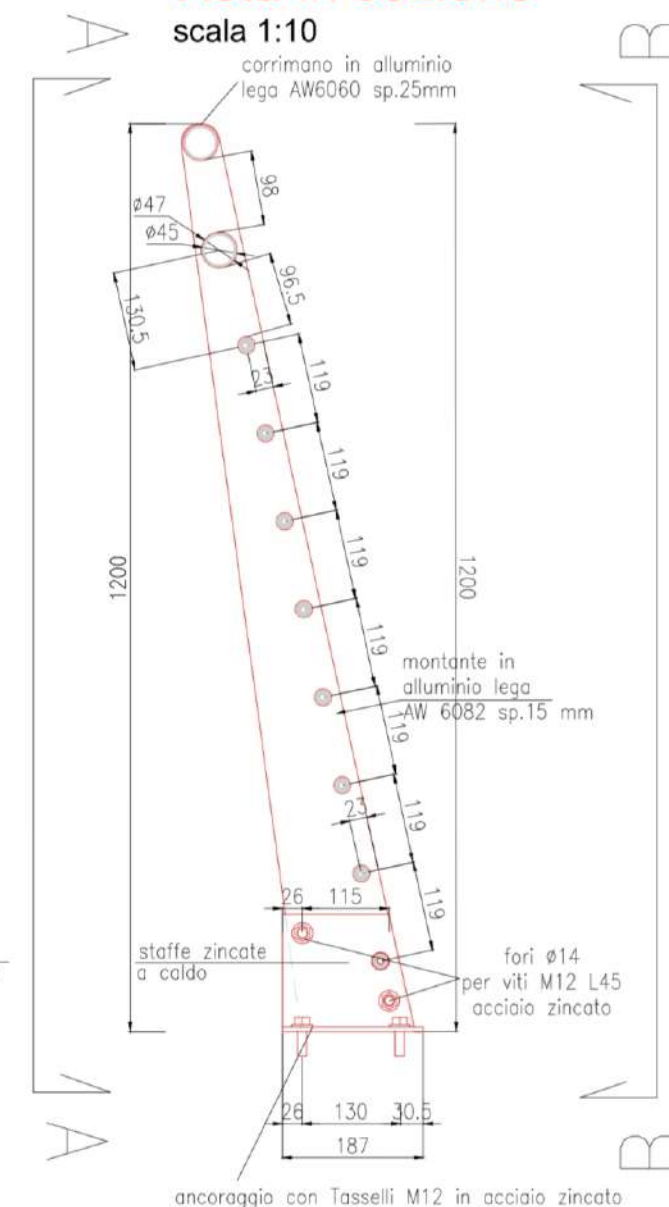 scala 1:10
A
B
corrimano in alluminio
lega AW6060 sp.25mm
98
ø47
ø45
96.5
130.5
23
119
119
119
119
119
119
119
1200
1200
montante in
alluminio lega
AW 6082 sp.15 mm
23
26
115
staffe zincate
a caldo
fori ø14
per viti M12 L45
acciaio zincato
26
130
30.5
187
A
B
ancoraggio con Tasselli M12 in acciaio zincato